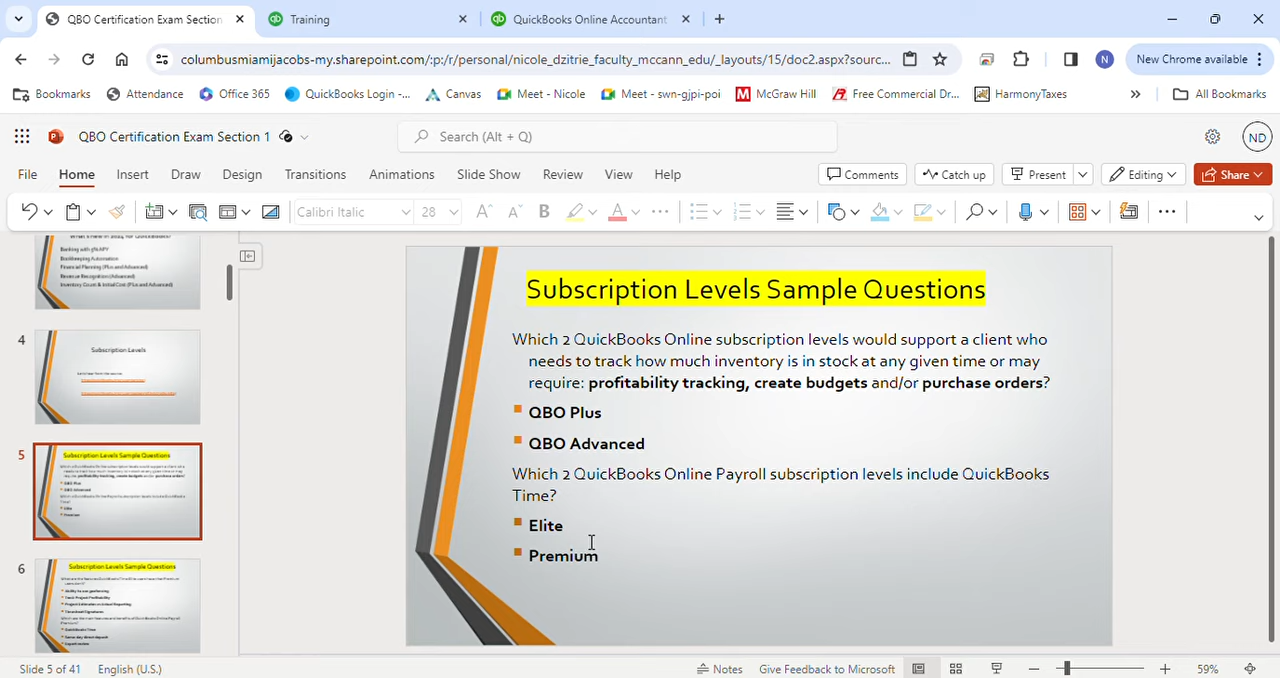 QBO Certification Exam Section
Training
QuickBooks Online Accountant
columbusmiamijanobs-my.sharepoint.com/:p:/r/personal/nicole_dzitrie_faculty_mccann_edu/_layouts/15/doc2.aspx?sourc...
N
New Chrome available
Bookmarks
Attendance
Office 365
QuickBooks Login -...
Canvas
Meet - Nicole
Meet - swn-gjpi-poi
McGraw Hill
Free Commercial Dr...
HarmonyTaxes
All Bookmarks
QBO Certification Exam Section 1
Search (Alt + Q)
ND
File Home Insert Draw Design Transitions Animations Slide Show Review View Help
Comments
Catch up
Present
Editing
Share
Calibri Italic
28
4
Subscription Levels
5
Subscription Levels Sample Questions
QBO Plus
QBO Advanced
Elite
Premium
6
Subscription Levels Sample Questions
Subscription Levels Sample Questions
Which 2 QuickBooks Online subscription levels would support a client who
needs to track how much inventory is in stock at any given time or may
require: profitability tracking, create budgets and/or purchase orders?
QBO Plus
QBO Advanced
Which 2 QuickBooks Online Payroll subscription levels include QuickBooks
Time?
Elite
Premium
Slide 5 of 41
English (U.S.)
Notes
Give Feedback to Microsoft
59%